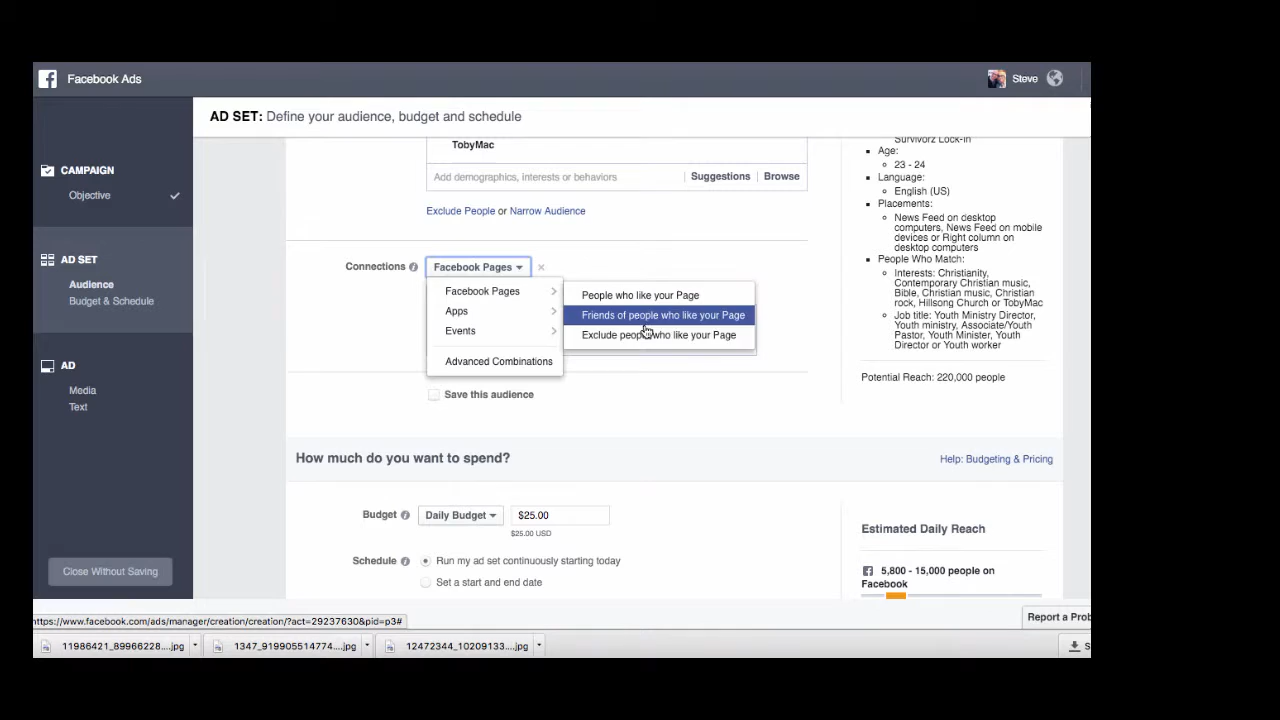 Facebook Ads
Steve
AD SET: Define your audience, budget and schedule
CAMPAIGN
Objective
AD SET
Audience
Budget & Schedule
AD
Media
Text
Close Without Saving
TobyMac
Add demographics, interests or behaviors
Suggestions
Browse
Exclude People or Narrow Audience
Connections
Facebook Pages
Facebook Pages
Apps
Events
Advanced Combinations
People who like your Page
Friends of people who like your Page
Exclude people who like your Page
Save this audience
How much do you want to spend?
Help: Budgeting & Pricing
Budget
Daily Budget
$25.00
$25.00 USD
Schedule
Run my ad set continuously starting today
Set a start and end date
Survivorz Lock-in
Age:
23 - 24
Language:
English (US)
Placements:
News Feed on desktop
computers, News Feed on mobile
devices or Right column on
desktop computers
People Who Match:
Interests: Christianity,
Contemporary Christian music,
Bible, Christian music, Christian
rock, Hillsong Church or TobyMac
Job title: Youth Ministry Director,
Youth ministry, Associate/Youth
Pastor, Youth Minister, Youth
Director or Youth worker
Potential Reach: 220,000 people
Estimated Daily Reach
5,800 - 15,000 people on
Facebook
https://www.facebook.com/ads/manager/creation/creation/?act=29237630&pid=p3#
Report a Prob
11986421_89966228....jpg
1347_919905514774....jpg
12472344_10209133....jpg
S